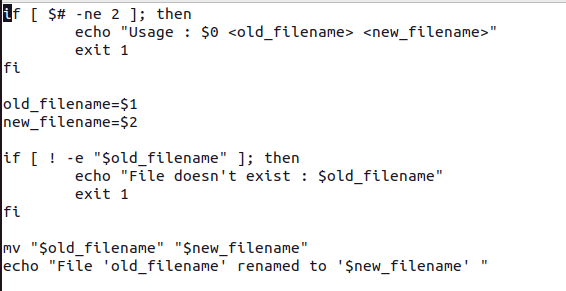 if [ $# -ne 2 ]; then
        echo "Usage : $0 <old_filename> <new_filename>"
        exit 1
fi

old_filename=$1
new_filename=$2

if [ ! -e "$old_filename" ]; then
        echo "File doesn't exist : $old_filename"
        exit 1
fi

mv "$old_filename" "$new_filename"
echo "File 'old_filename' renamed to '$new_filename' "